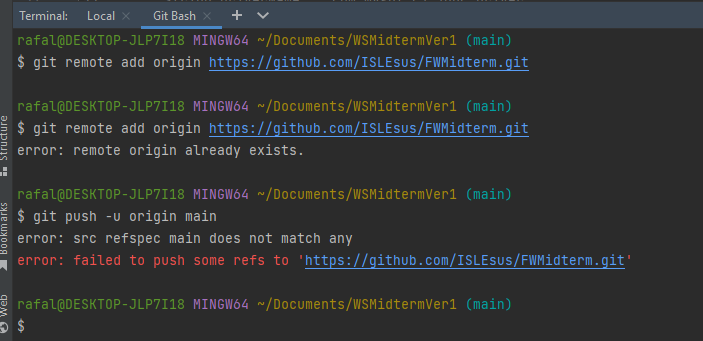 Terminal: Local × Git Bash × +
rafal@DESKTOP-JLP7I18 MINGW64 ~/Documents/WSMidtermVer1 (main)
$ git remote add origin https://github.com/ISLEsus/FWMidterm.git
rafal@DESKTOP-JLP7I18 MINGW64 ~/Documents/WSMidtermVer1 (main)
$ git remote add origin https://github.com/ISLEsus/FWMidterm.git
error: remote origin already exists.
rafal@DESKTOP-JLP7I18 MINGW64 ~/Documents/WSMidtermVer1 (main)
$ git push -u origin main
error: src refspec main does not match any
error: failed to push some refs to 'https://github.com/ISLEsus/FWMidterm.git'
rafal@DESKTOP-JLP7I18 MINGW64 ~/Documents/WSMidtermVer1 (main)
$
Structure
Bookmarks
Web